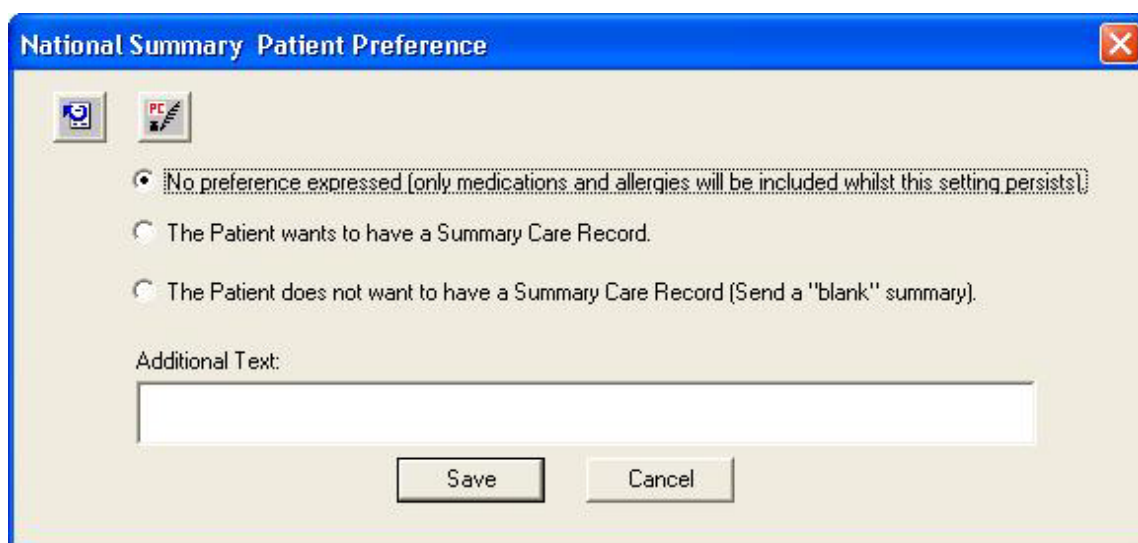 National Summary Patient Preference
PC
No preference expressed (only medications and allergies will be included whilst this setting persists).
The Patient wants to have a Summary Care Record.
The Patient does not want to have a Summary Care Record (Send a "blank" summary).
Additional Text:
Save Cancel